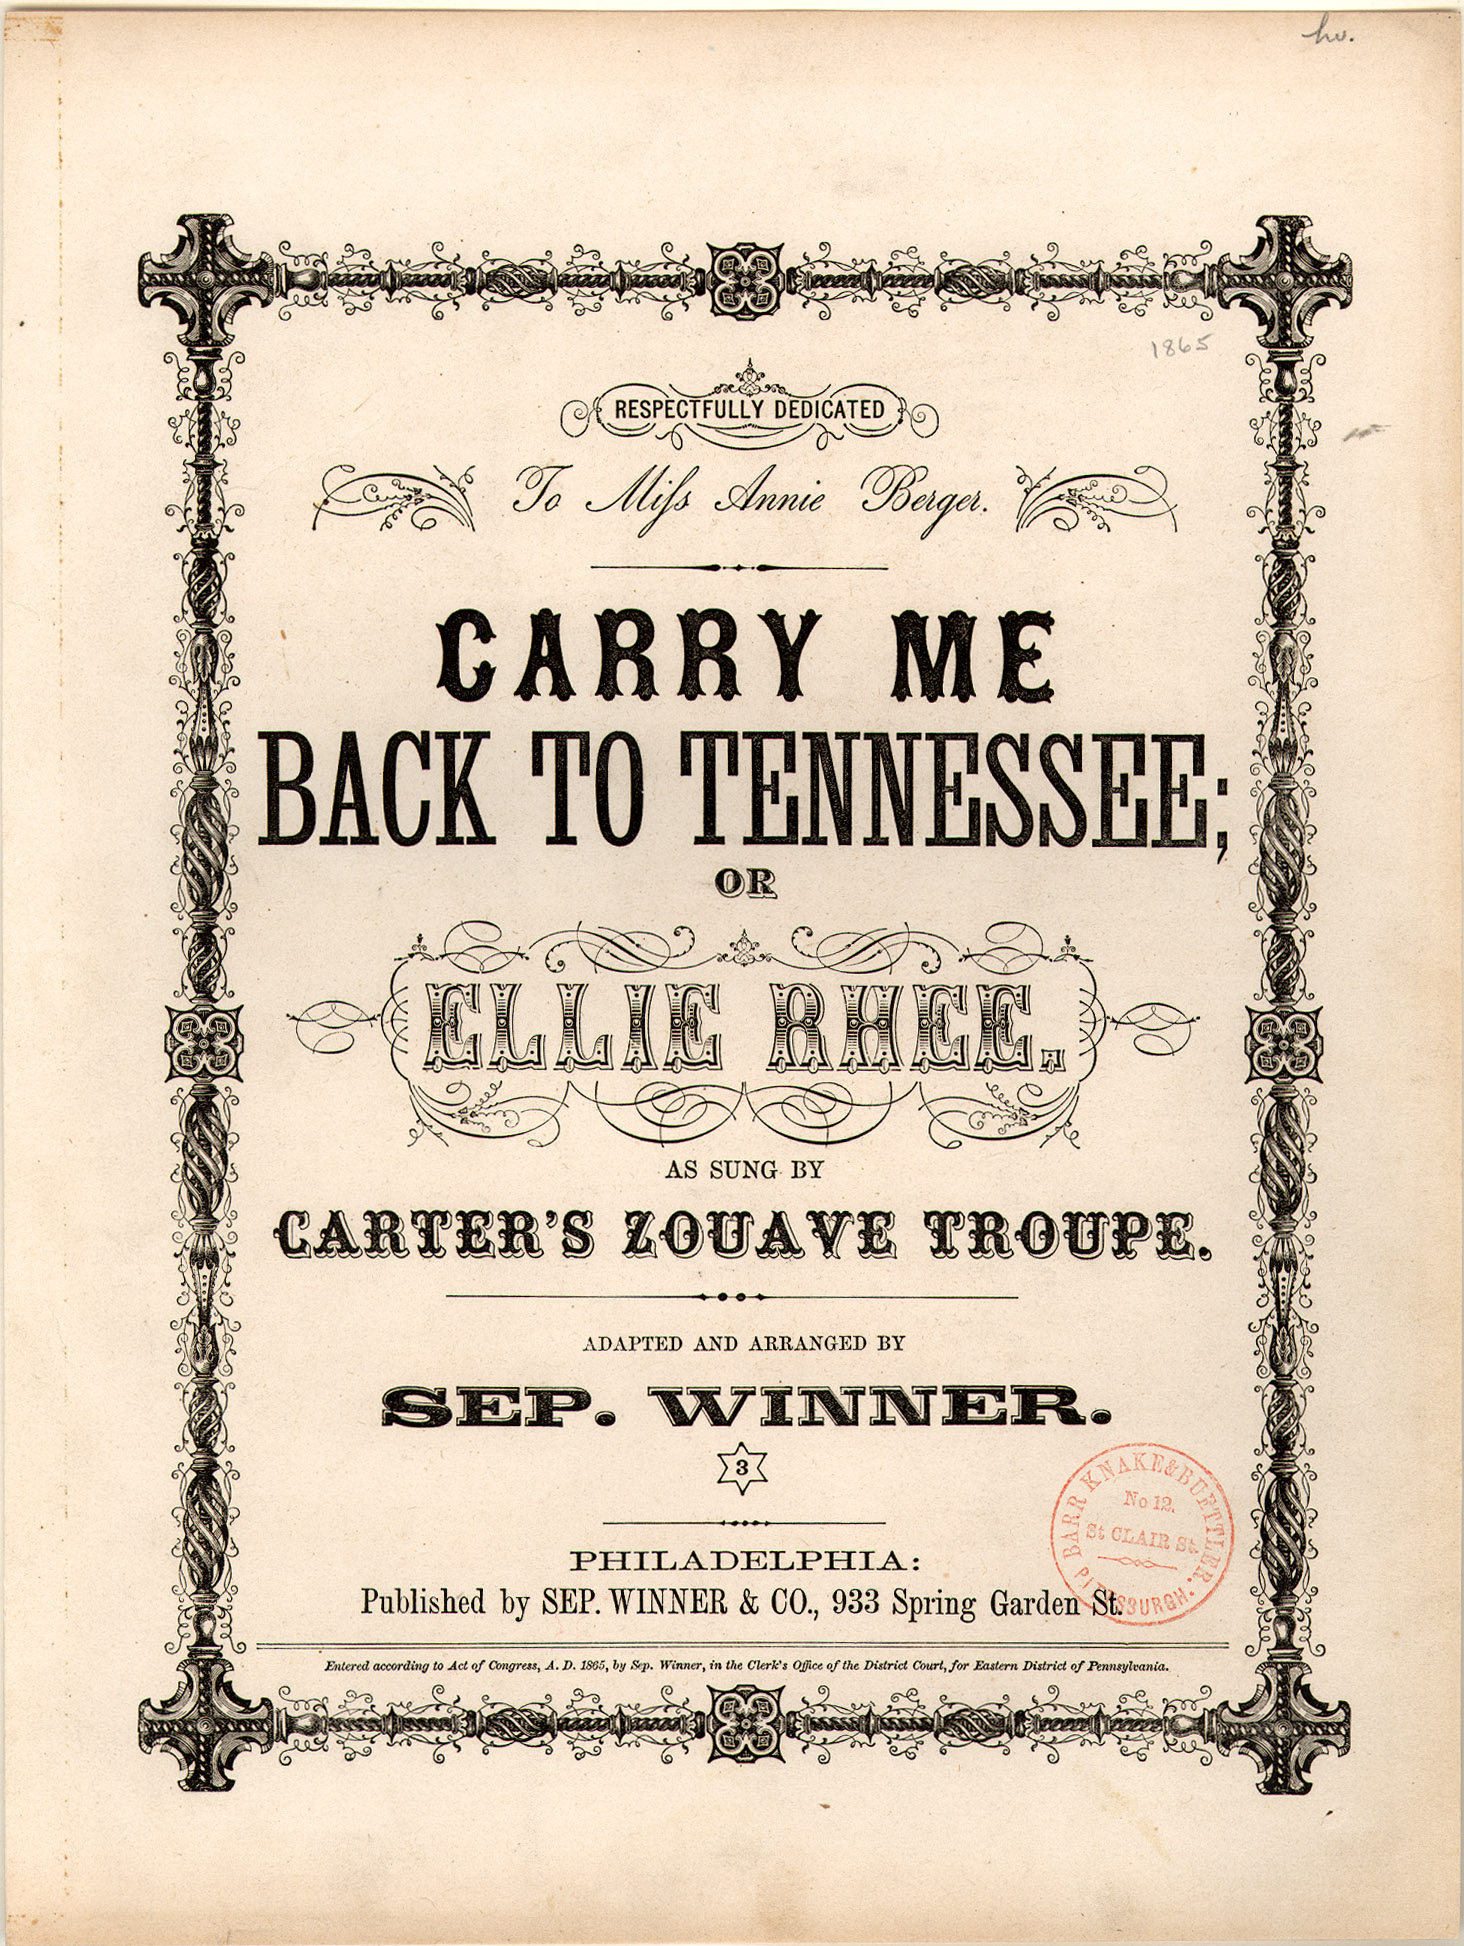 hw.
1865
RESPECTFULLY DEDICATED
To Miſs Annie Berger.
CARRY ME
BACK TO TENNESSEE;
OR
ELLIE RHEE.
AS SUNG BY
CARTER'S ZOUAVE TROUPE.
ADAPTED AND ARRANGED BY
SEP. WINNER.
3
BARR KNAKE & BUETTLER.
No 12.
St CLAIR St.
PITTSBURGH.
PHILADELPHIA:
Published by SEP. WINNER & CO., 933 Spring Garden St.
Entered according to Act of Congress, A. D. 1865, by Sep. Winner, in the Clerk's Office of the District Court, for Eastern District of Pennsylvania.